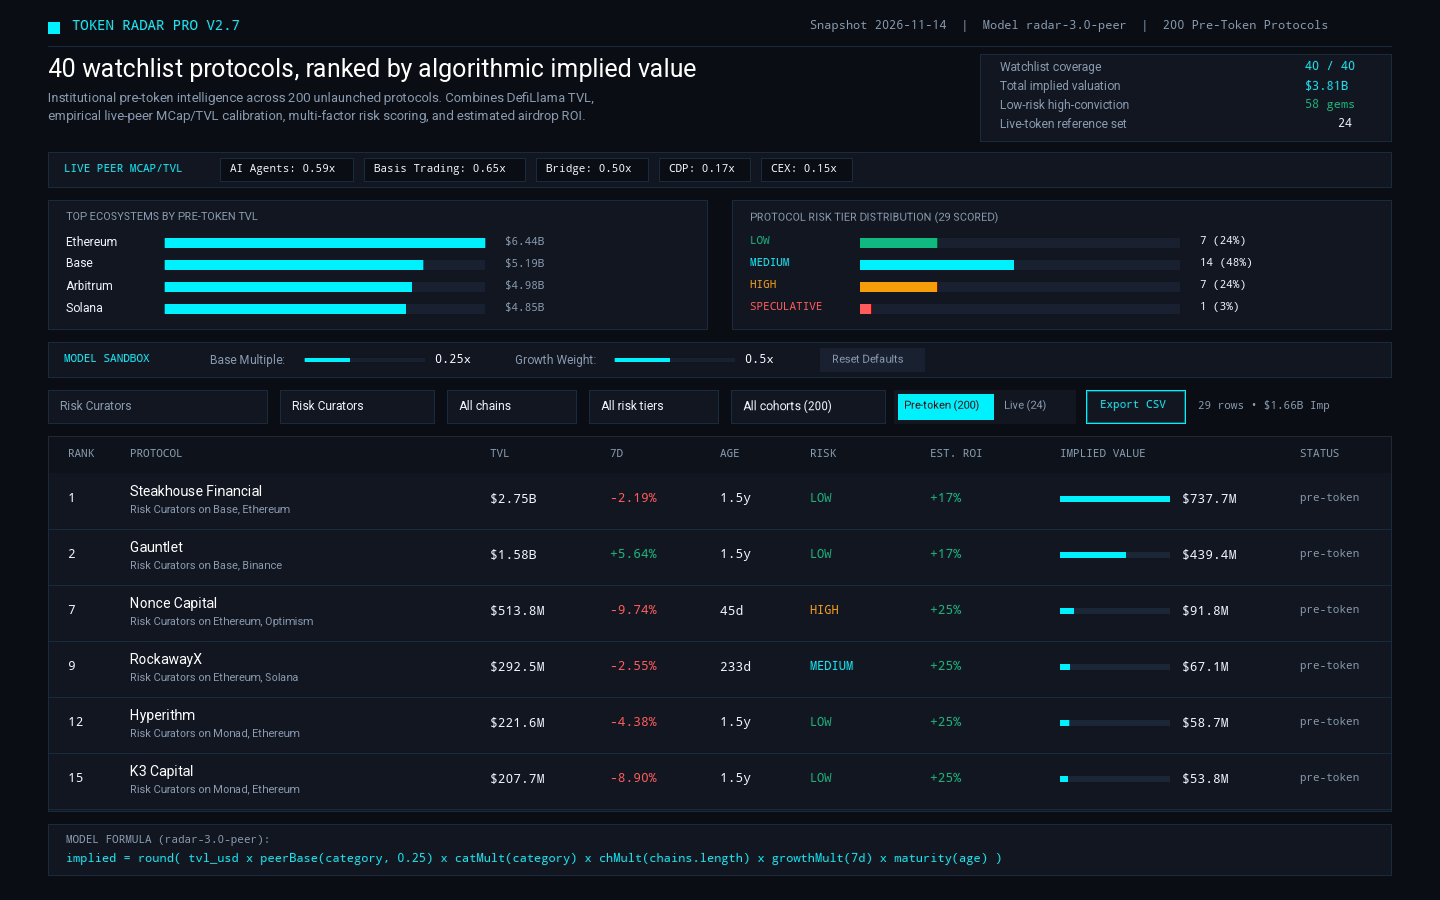 TOKEN RADAR PRO V2.7
Snapshot 2026-11-14 | Model radar-3.0-peer | 200 Pre-Token Protocols
40 watchlist protocols, ranked by algorithmic implied value
Institutional pre-token intelligence across 200 unlaunched protocols. Combines DefiLlama TVL,
empirical live-peer MCap/TVL calibration, multi-factor risk scoring, and estimated airdrop ROI.
Watchlist coverage 40 / 40
Total implied valuation $3.81B
Low-risk high-conviction 58 gems
Live-token reference set 24
LIVE PEER MCAP/TVL AI Agents: 0.59x Basis Trading: 0.65x Bridge: 0.50x CDP: 0.17x CEX: 0.15x
TOP ECOSYSTEMS BY PRE-TOKEN TVL
Ethereum $6.44B
Base $5.19B
Arbitrum $4.98B
Solana $4.85B
PROTOCOL RISK TIER DISTRIBUTION (29 SCORED)
LOW 7 (24%)
MEDIUM 14 (48%)
HIGH 7 (24%)
SPECULATIVE 1 (3%)
MODEL SANDBOX Base Multiple: 0.25x Growth Weight: 0.5x Reset Defaults
Risk Curators Risk Curators All chains All risk tiers All cohorts (200) Pre-token (200) Live (24) Export CSV 29 rows • $1.66B Imp
RANK PROTOCOL TVL 7D AGE RISK EST. ROI IMPLIED VALUE STATUS
1 Steakhouse Financial $2.75B -2.19% 1.5y LOW +17% $737.7M pre-token
Risk Curators on Base, Ethereum
2 Gauntlet $1.58B +5.64% 1.5y LOW +17% $439.4M pre-token
Risk Curators on Base, Binance
7 Nonce Capital $513.8M -9.74% 45d HIGH +25% $91.8M pre-token
Risk Curators on Ethereum, Optimism
9 RockawayX $292.5M -2.55% 233d MEDIUM +25% $67.1M pre-token
Risk Curators on Ethereum, Solana
12 Hyperithm $221.6M -4.38% 1.5y LOW +25% $58.7M pre-token
Risk Curators on Monad, Ethereum
15 K3 Capital $207.7M -8.90% 1.5y LOW +25% $53.8M pre-token
Risk Curators on Monad, Ethereum
MODEL FORMULA (radar-3.0-peer):
implied = round( tvl_usd x peerBase(category, 0.25) x catMult(category) x chMult(chains.length) x growthMult(7d) x maturity(age) )